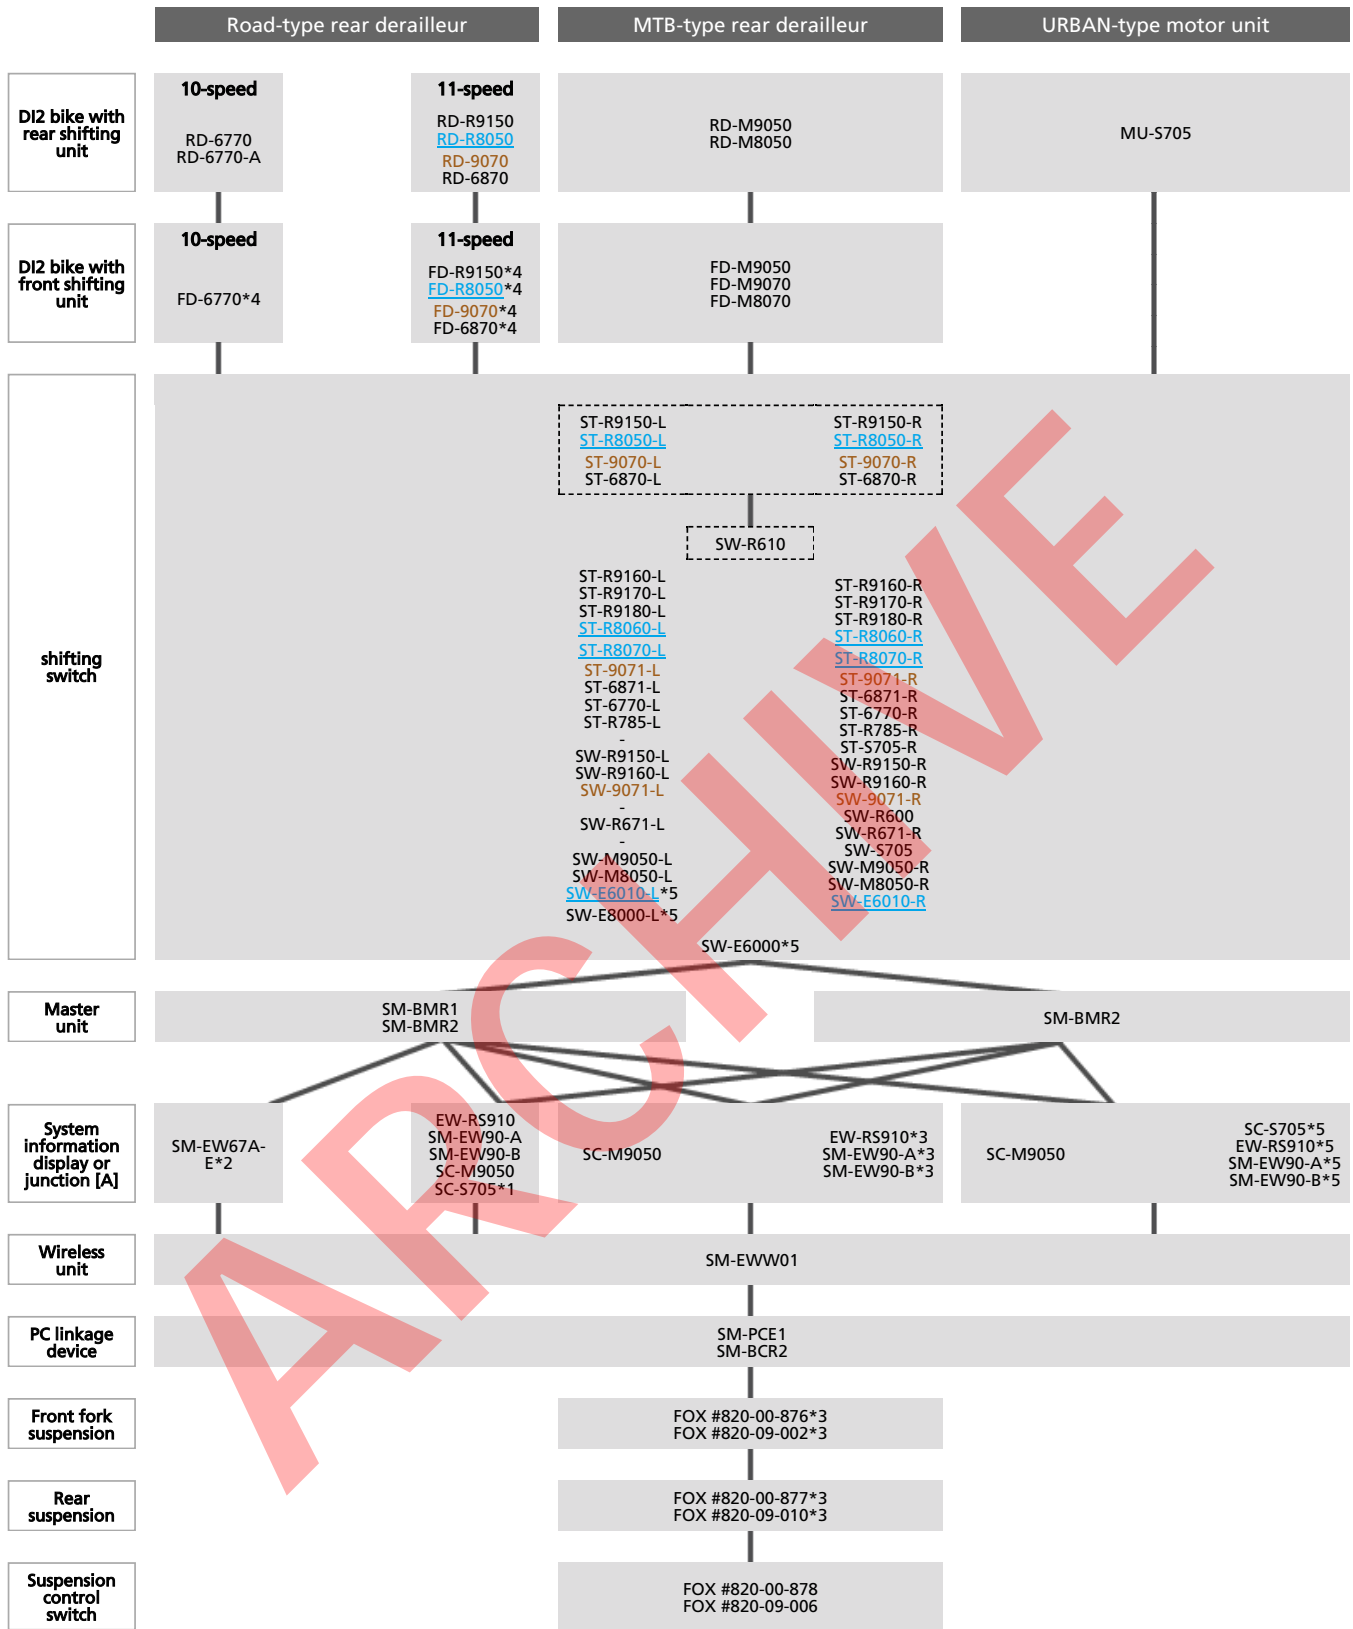 Road-type rear derailleur
MTB-type rear derailleur
URBAN-type motor unit
DI2 bike with
rear shifting
unit
10-speed
RD-6770
RD-6770-A
11-speed
RD-R9150
RD-R8050
RD-9070
RD-6870
RD-M9050
RD-M8050
MU-S705
DI2 bike with
front shifting
unit
10-speed
FD-6770*4
11-speed
FD-R9150*4
FD-R8050*4
FD-9070*4
FD-6870*4
FD-M9050
FD-M9070
FD-M8070
shifting
switch
ST-R9150-L
ST-R8050-L
ST-9070-L
ST-6870-L
ST-R9150-R
ST-R8050-R
ST-9070-R
ST-6870-R
SW-R610
ST-R9160-L
ST-R9170-L
ST-R9180-L
ST-R8060-L
ST-R8070-L
ST-9071-L
ST-6871-L
ST-6770-L
ST-R785-L
-
SW-R9150-L
SW-R9160-L
SW-9071-L
-
SW-R671-L
-
SW-M9050-L
SW-M8050-L
SW-E6010-L*5
SW-E8000-L*5
ST-R9160-R
ST-R9170-R
ST-R9180-R
ST-R8060-R
ST-R8070-R
ST-9071-R
ST-6871-R
ST-6770-R
ST-R785-R
ST-S705-R
SW-R9150-R
SW-R9160-R
SW-9071-R
SW-R600
SW-R671-R
SW-S705
SW-M9050-R
SW-M8050-R
SW-E6010-R
SW-E6000*5
Master
unit
SM-BMR1
SM-BMR2
SM-BMR2
System
information
display or
junction [A]
SM-EW67A-
E*2
EW-RS910
SM-EW90-A
SM-EW90-B
SC-M9050
SC-S705*1
SC-M9050
EW-RS910*3
SM-EW90-A*3
SM-EW90-B*3
SC-M9050
SC-S705*5
EW-RS910*5
SM-EW90-A*5
SM-EW90-B*5
Wireless
unit
SM-EWW01
PC linkage
device
SM-PCE1
SM-BCR2
Front fork
suspension
FOX #820-00-876*3
FOX #820-09-002*3
Rear
suspension
FOX #820-00-877*3
FOX #820-09-010*3
Suspension
control
switch
FOX #820-00-878
FOX #820-09-006
ARCHIVE